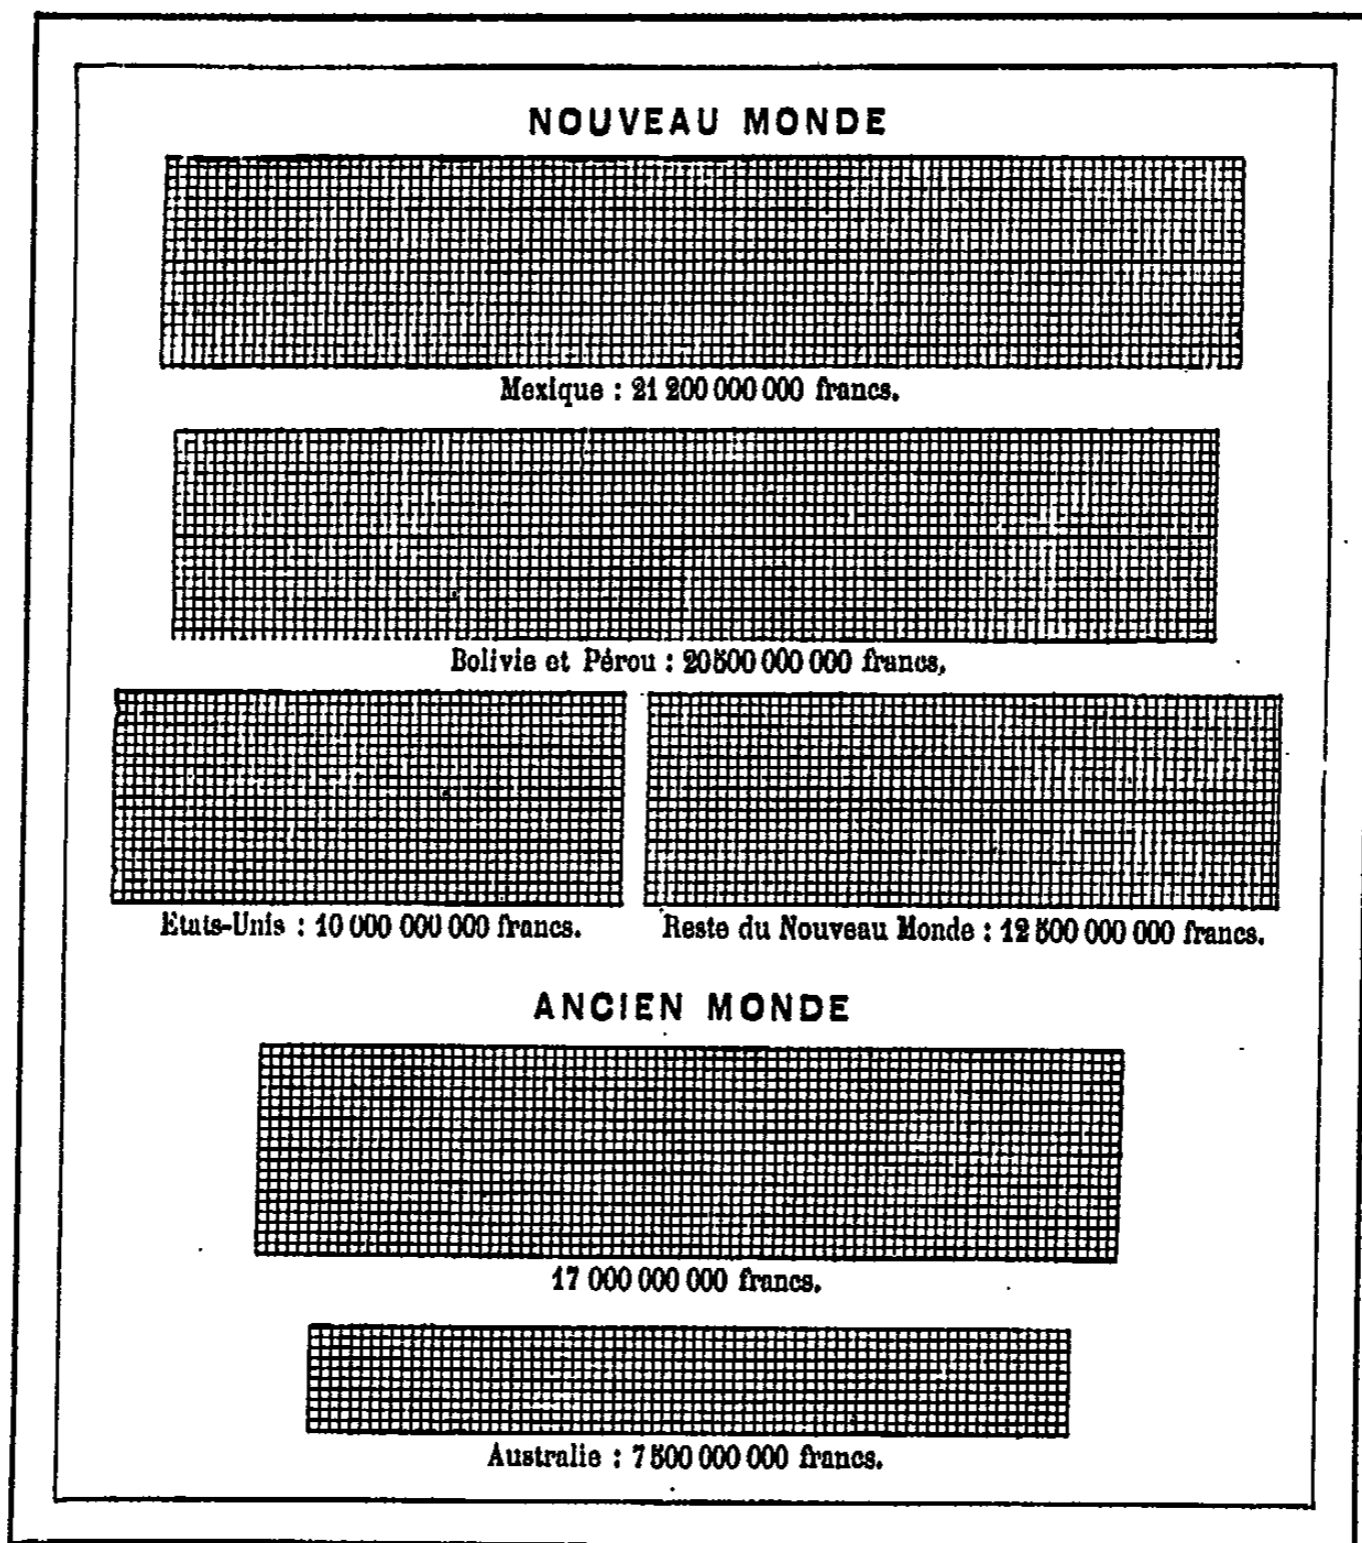 NOUVEAU MONDE
Mexique : 21 200 000 000 francs.
Bolivie et Pérou : 20500 000 000 francs,
Etats-Unis : 10 000 000 000 francs.
Reste du Nouveau Monde : 12 500 000 000 francs.
ANCIEN MONDE
17 000 000 000 francs.
Australie : 7 500 000 000 francs.